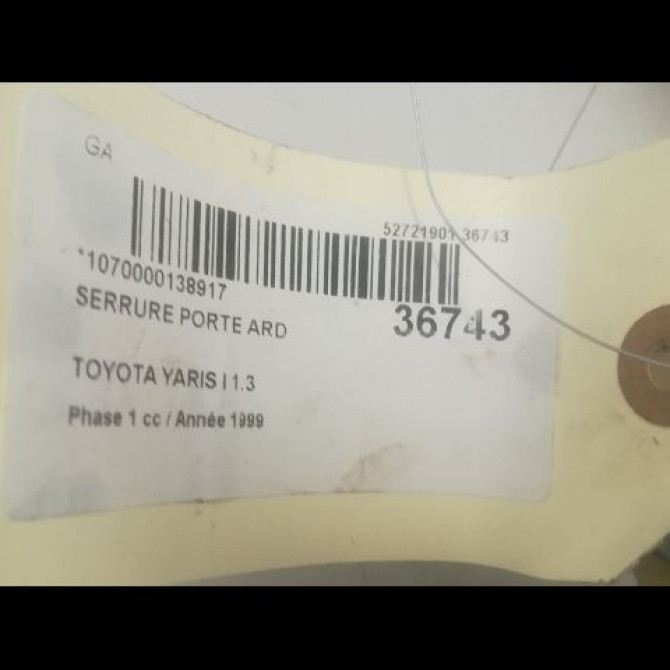 GA
52721901 36743
*1070000138917
36743
SERRURE PORTE ARD
TOYOTA YARIS I 1.3
Phase 1 cc / Année 1999